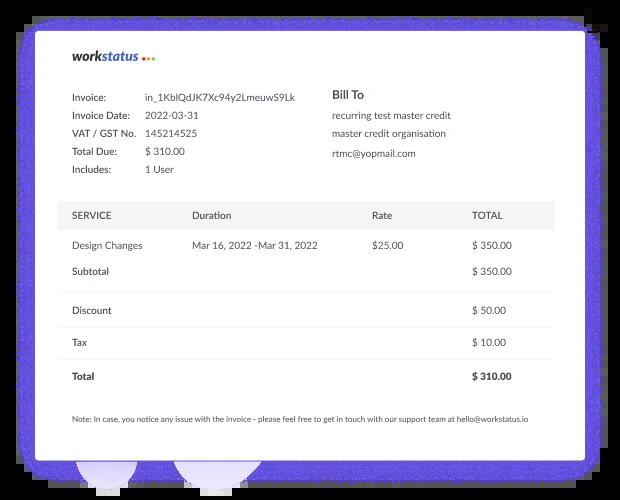 workstatus
Invoice: in_1KblQdJK7Xc94y2LmeuwS9Lk
Invoice Date: 2022-03-31
VAT / GST No. 145214525
Total Due: $ 310.00
Includes: 1 User
Bill To
recurring test master credit
master credit organisation
rtmc@yopmail.com
SERVICE Duration Rate TOTAL
Design Changes Mar 16, 2022 -Mar 31, 2022 $25.00 $ 350.00
Subtotal $ 350.00
Discount $ 50.00
Tax $ 10.00
Total $ 310.00
Note: In case, you notice any issue with the invoice - please feel free to get in touch with our support team at hello@workstatus.io